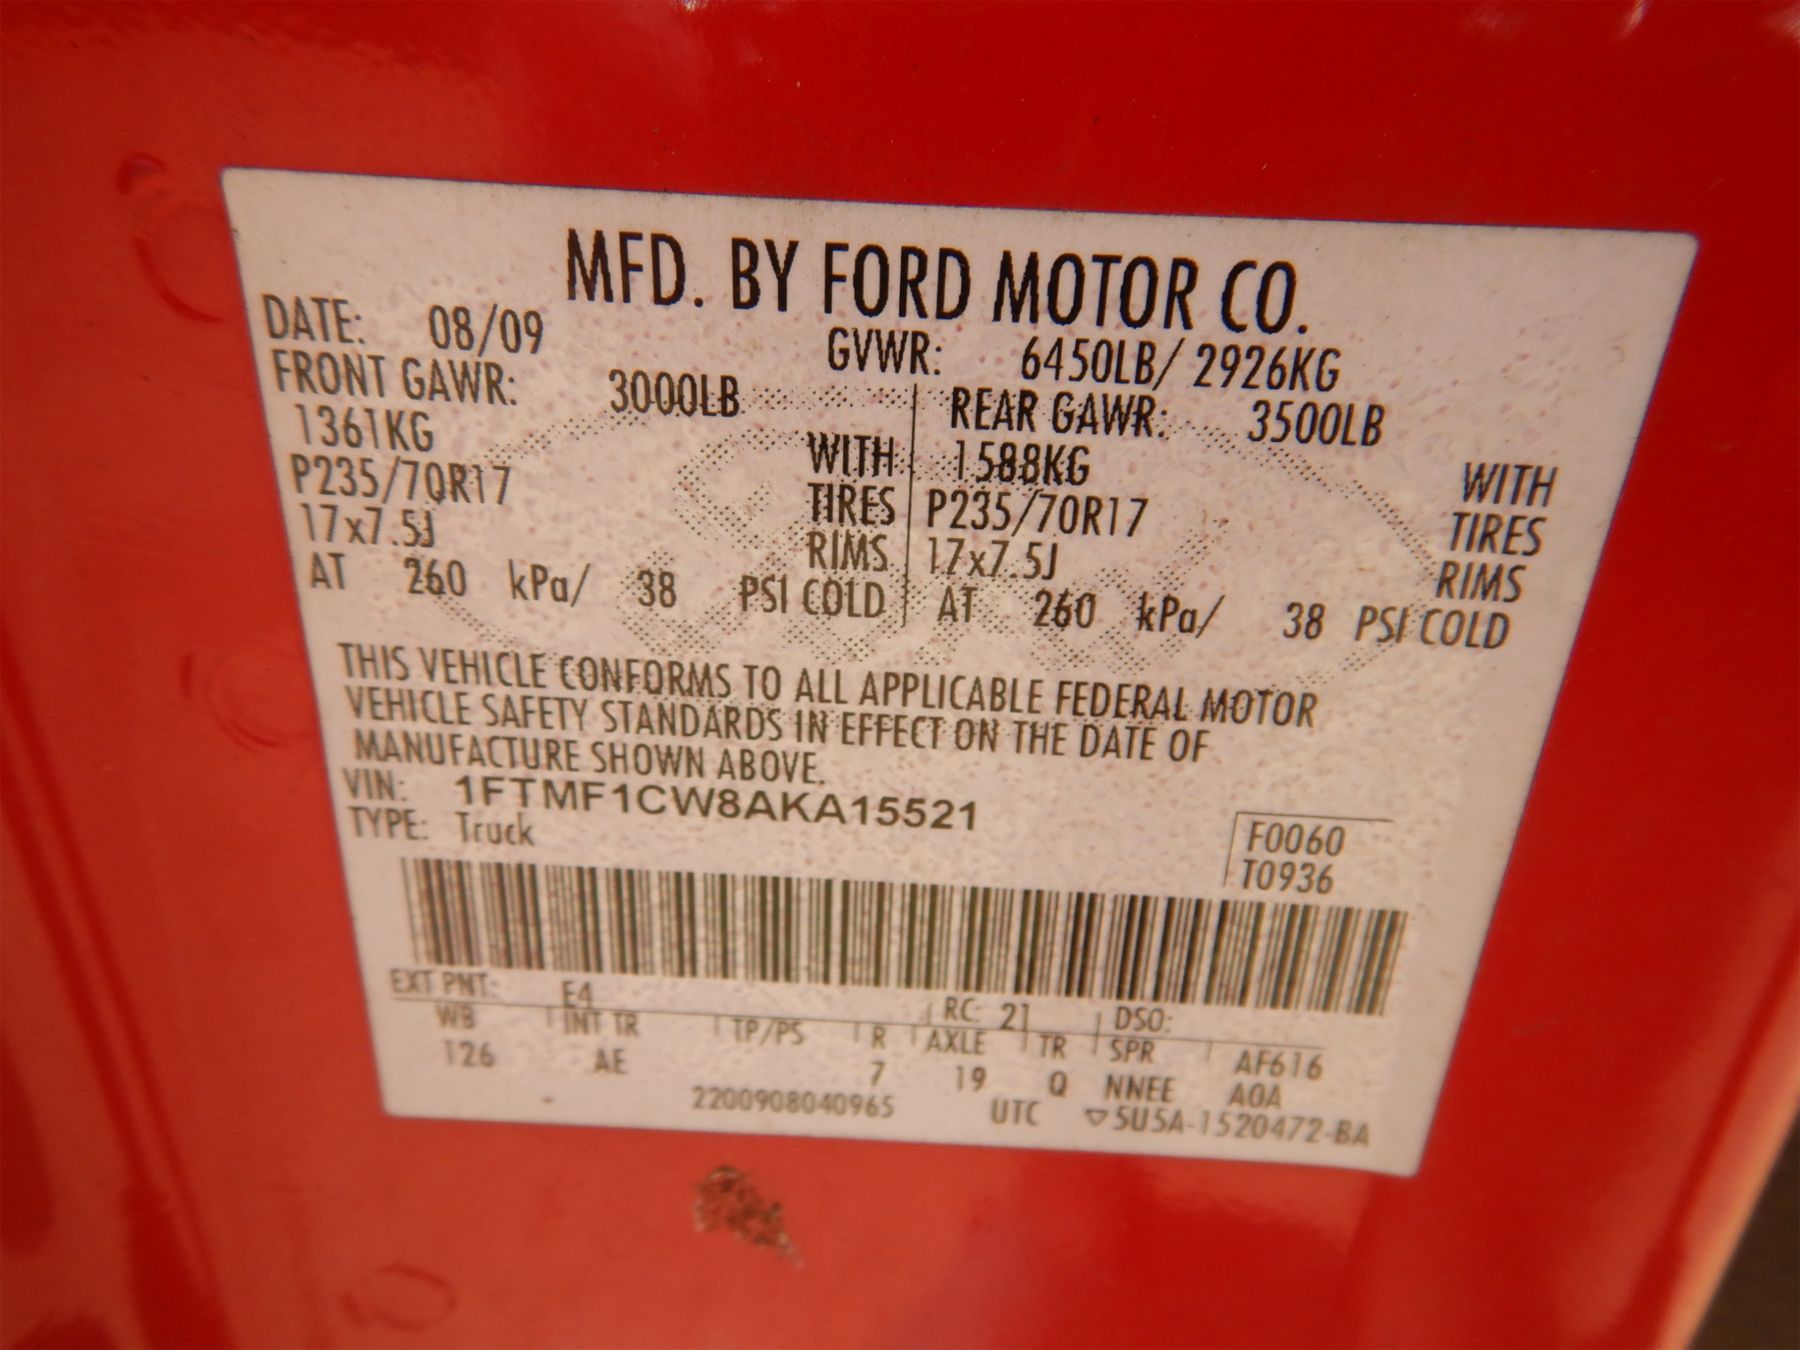 MFD. BY FORD MOTOR CO.
DATE: 08/09 GVWR: 6450LB/ 2926KG
FRONT GAWR: 3000LB REAR GAWR: 3500LB
1361KG WITH 1588KG WITH
P235/70R17 TIRES P235/70R17 TIRES
17x7.5J RIMS 17x7.5J RIMS
AT 260 kPa/ 38 PSI COLD AT 260 kPa/ 38 PSI COLD
THIS VEHICLE CONFORMS TO ALL APPLICABLE FEDERAL MOTOR
VEHICLE SAFETY STANDARDS IN EFFECT ON THE DATE OF
MANUFACTURE SHOWN ABOVE.
VIN: 1FTMF1CW8AKA15521
TYPE: Truck F0060
T0936
EXT PNT: E4 RC: 21 DSO:
WB INT TR TP/PS R AXLE TR SPR AF616
126 AE 7 19 Q NNEE A0A
2200908040965 UTC ▽5U5A-1520472-BA